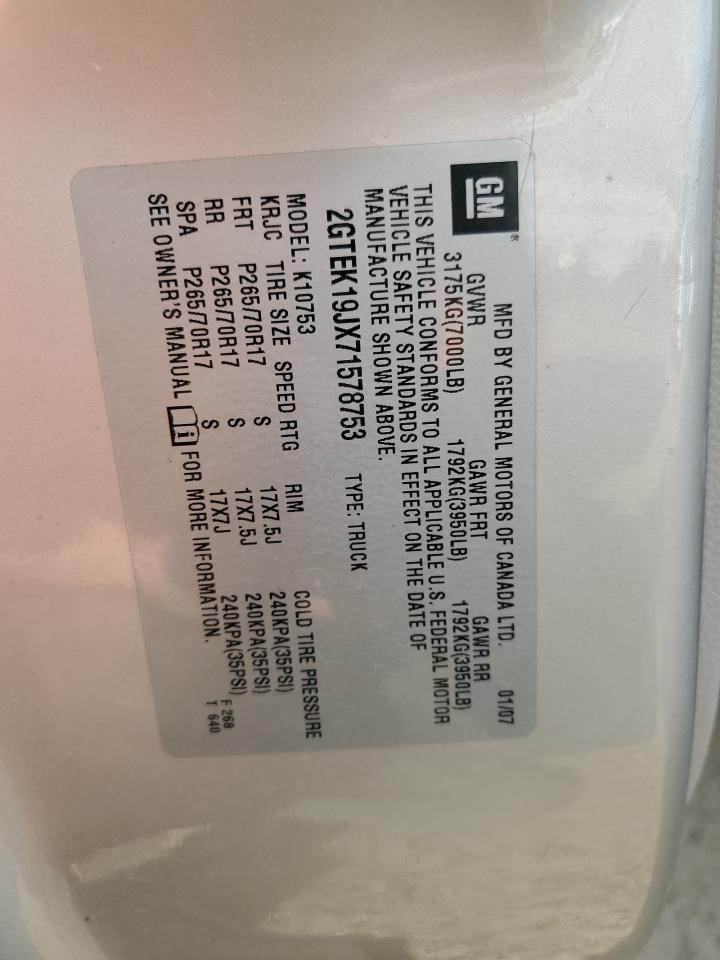 GM®
MFD BY GENERAL MOTORS OF CANADA LTD. 01/07
GVWR GAWR FRT GAWR RR
3175KG(7000LB) 1792KG(3950LB) 1792KG(3950LB)
THIS VEHICLE CONFORMS TO ALL APPLICABLE U.S. FEDERAL MOTOR
VEHICLE SAFETY STANDARDS IN EFFECT ON THE DATE OF
MANUFACTURE SHOWN ABOVE.
2GTEK19JX71578753 TYPE: TRUCK
MODEL: K10753
KRJC TIRE SIZE SPEED RTG RIM COLD TIRE PRESSURE
FRT P265/70R17 S 17X7.5J 240KPA(35PSI)
RR P265/70R17 S 17X7.5J 240KPA(35PSI)
SPA P265/70R17 S 17X7J 240KPA(35PSI)
SEE OWNER'S MANUAL i FOR MORE INFORMATION.
F 268
T 640